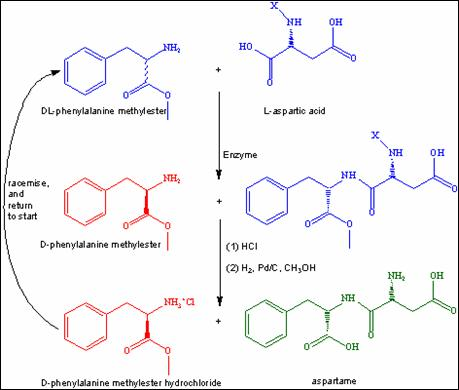 X
NH
NH₂
OH
HO
O
O
O
O
+
DL-phenylalanine methylester
L-aspartic acid
Enzyme
racemise,
and
return
to start
X
NH
OH
NH₂
NH
O
O
O
O
O
O
+
D-phenylalanine methylester
(1) HCl
(2) H₂, Pd/C, CH₃OH
NH₂
OH
NH₃⁺Cl
NH
O
O
O
O
O
OH
+
D-phenylalanine methylester hydrochloride
aspartame